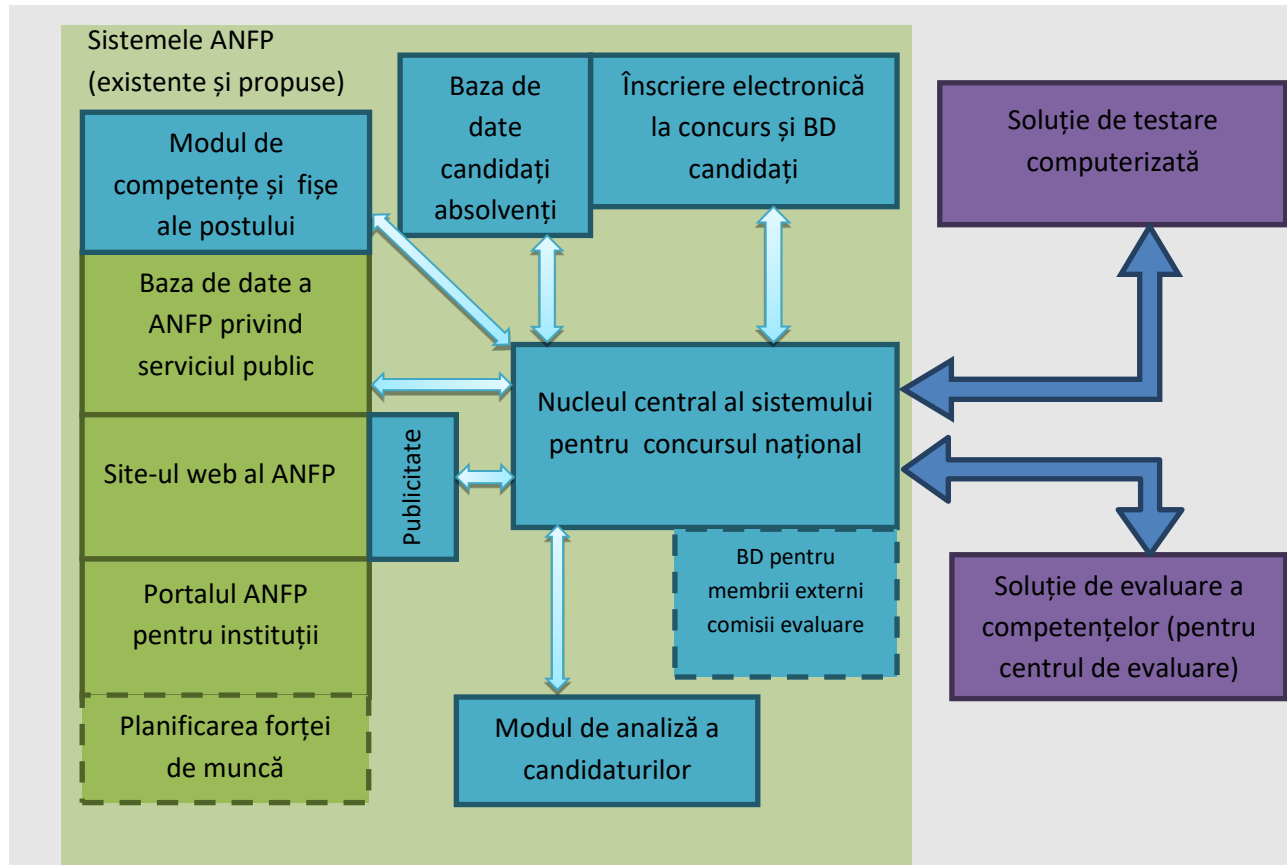 Sistemele ANFP
(existente și propuse)
Modul de
competențe și fișe
ale postului
Baza de date a
ANFP privind
serviciul public
Site-ul web al ANFP
Publicitate
Portalul ANFP
pentru instituții
Planificarea forței
de muncă
Baza de
date
candidați
absolvenți
Înscriere electronică
la concurs și BD
candidați
Nucleul central al sistemului
pentru concursul național
BD pentru
membrii externi
comisii evaluare
Modul de analiză a
candidaturilor
Soluție de testare
computerizată
Soluție de evaluare a
competențelor (pentru
centrul de evaluare)